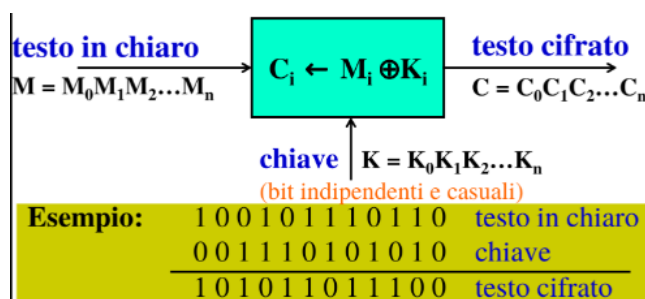 testo in chiaro
M = M₀M₁M₂…Mₙ
Cᵢ ← Mᵢ ⊕Kᵢ
testo cifrato
C = C₀C₁C₂…Cₙ
chiave K = K₀K₁K₂…Kₙ
(bit indipendenti e casuali)
Esempio: 1 0 0 1 0 1 1 1 0 1 1 0 testo in chiaro
0 0 1 1 1 0 1 0 1 0 1 0 chiave
1 0 1 0 1 1 0 1 1 1 0 0 testo cifrato